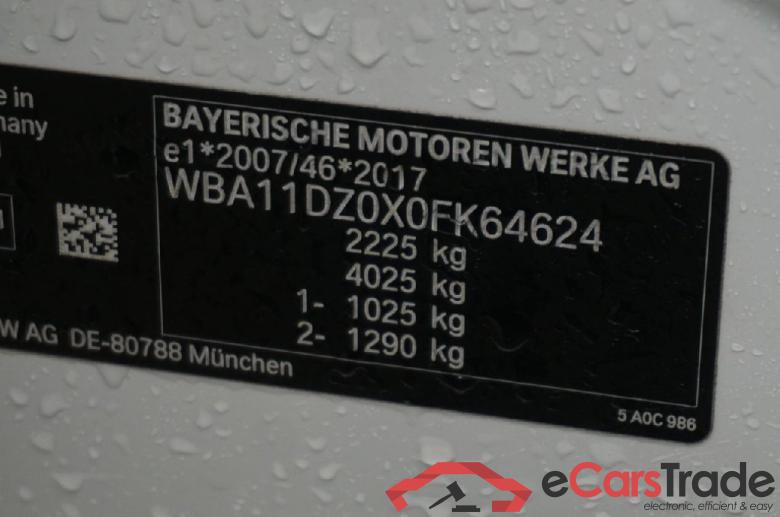 e in
many
BAYERISCHE MOTOREN WERKE AG
e1*2007/46*2017
WBA11DZ0X0FK64624
2225 kg
4025 kg
1- 1025 kg
2- 1290 kg
W AG DE-80788 München
5 A0C 986
eCarsTrade
electronic, efficient & easy